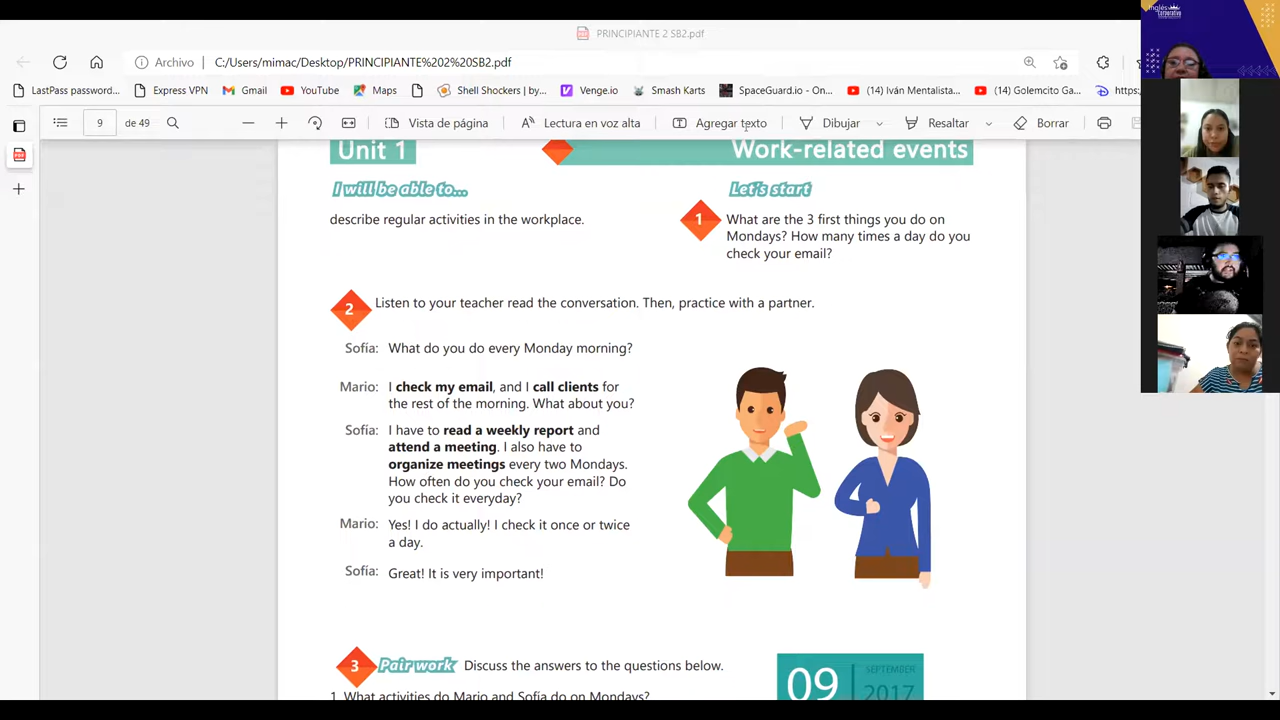 PRINCIPIANTE 2 SB2.pdf
Archivo C:/Users/mimac/Desktop/PRINCIPIANTE%202%20SB2.pdf
LastPass password... Express VPN Gmail YouTube Maps Shell Shockers | by... Venge.io Smash Karts SpaceGuard.io - On... (14) Iván Mentalista... (14) Golemcito Ga... https:
9 de 49 Vista de página Lectura en voz alta Agregar texto Dibujar Resaltar Borrar
Unit 1 Work-related events
I will be able to...
describe regular activities in the workplace.
Let's start
1 What are the 3 first things you do on
Mondays? How many times a day do you
check your email?
2 Listen to your teacher read the conversation. Then, practice with a partner.
Sofía: What do you do every Monday morning?
Mario: I check my email, and I call clients for
the rest of the morning. What about you?
Sofía: I have to read a weekly report and
attend a meeting. I also have to
organize meetings every two Mondays.
How often do you check your email? Do
you check it everyday?
Mario: Yes! I do actually! I check it once or twice
a day.
Sofía: Great! It is very important!
3 Pair work Discuss the answers to the questions below.
1. What activities do Mario and Sofía do on Mondays?
09 SEPTEMBER
2017
Inglés
Corporativo